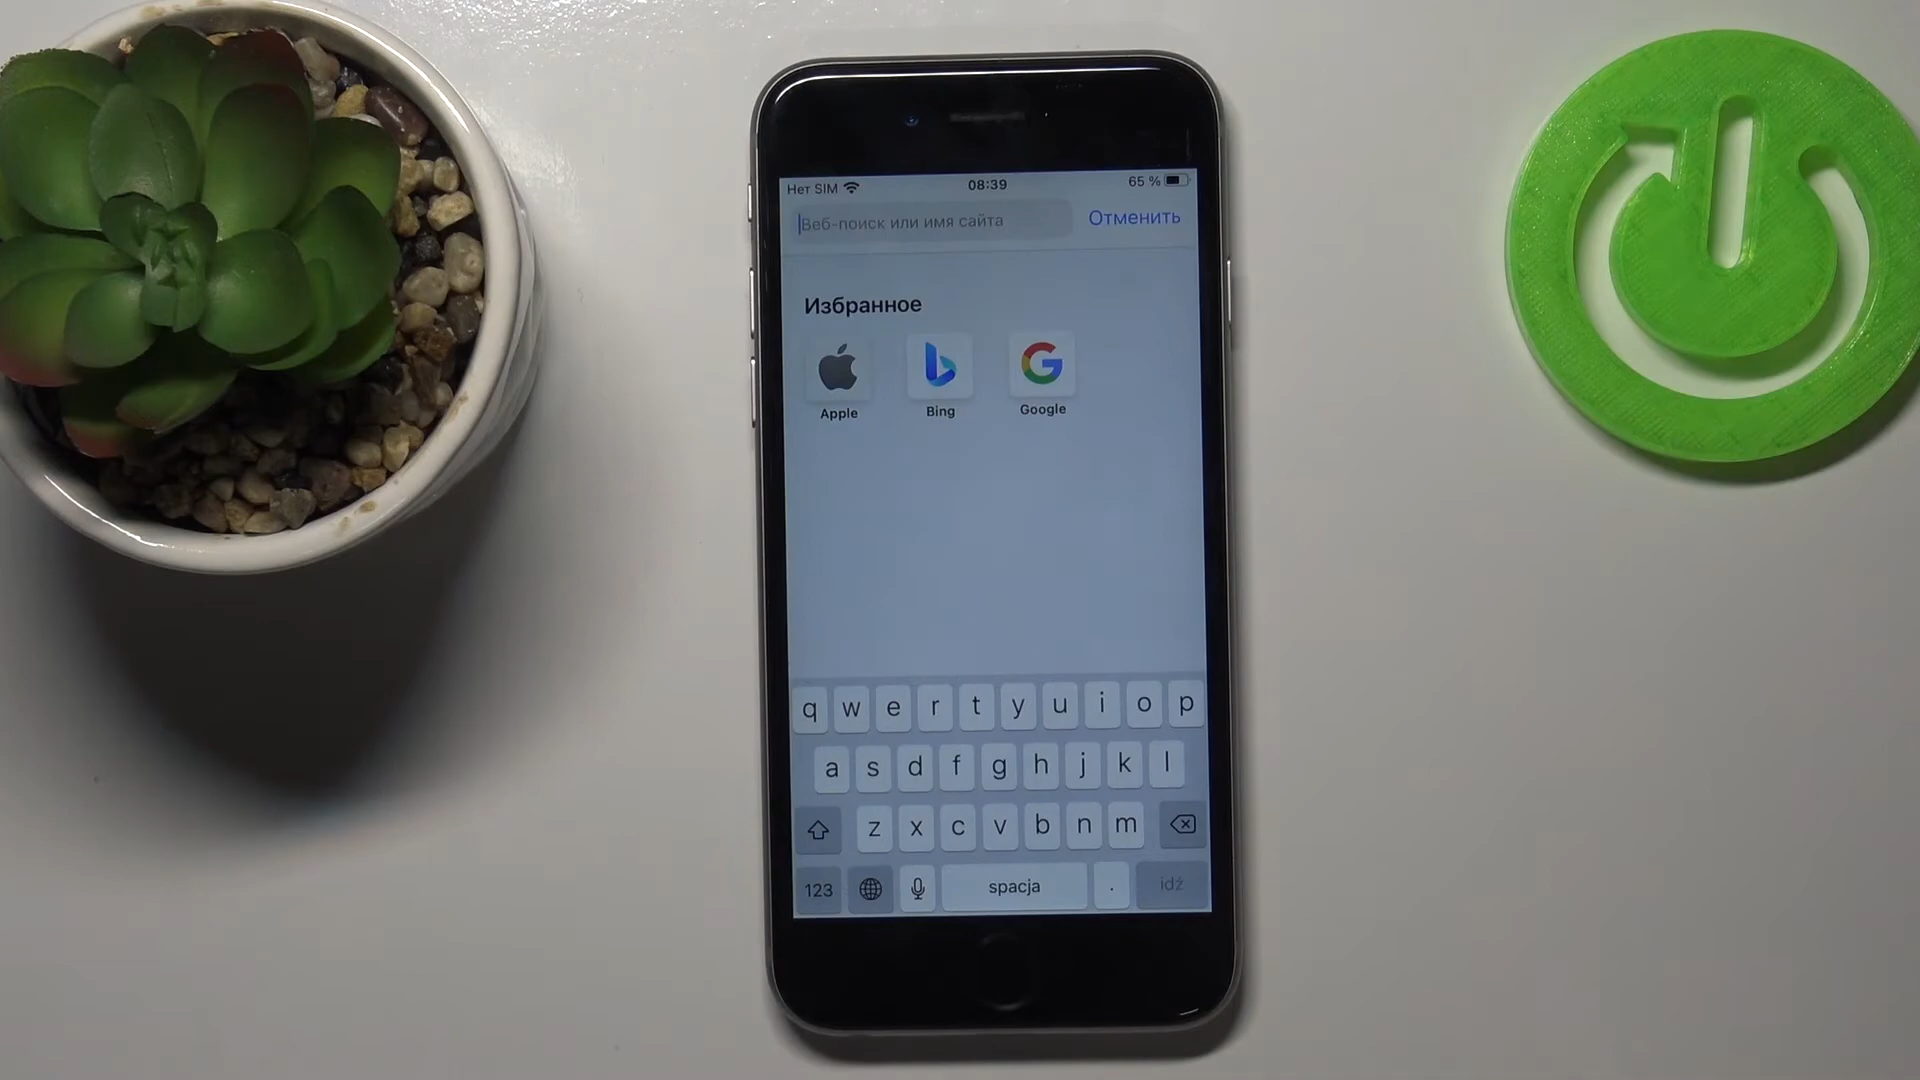 Нет SIM 08:39 65 %
Веб-поиск или имя сайта Отменить
Избранное
Apple Bing Google
q w e r t y u i o p
a s d f g h j k l
z x c v b n m
123 spacja . idź